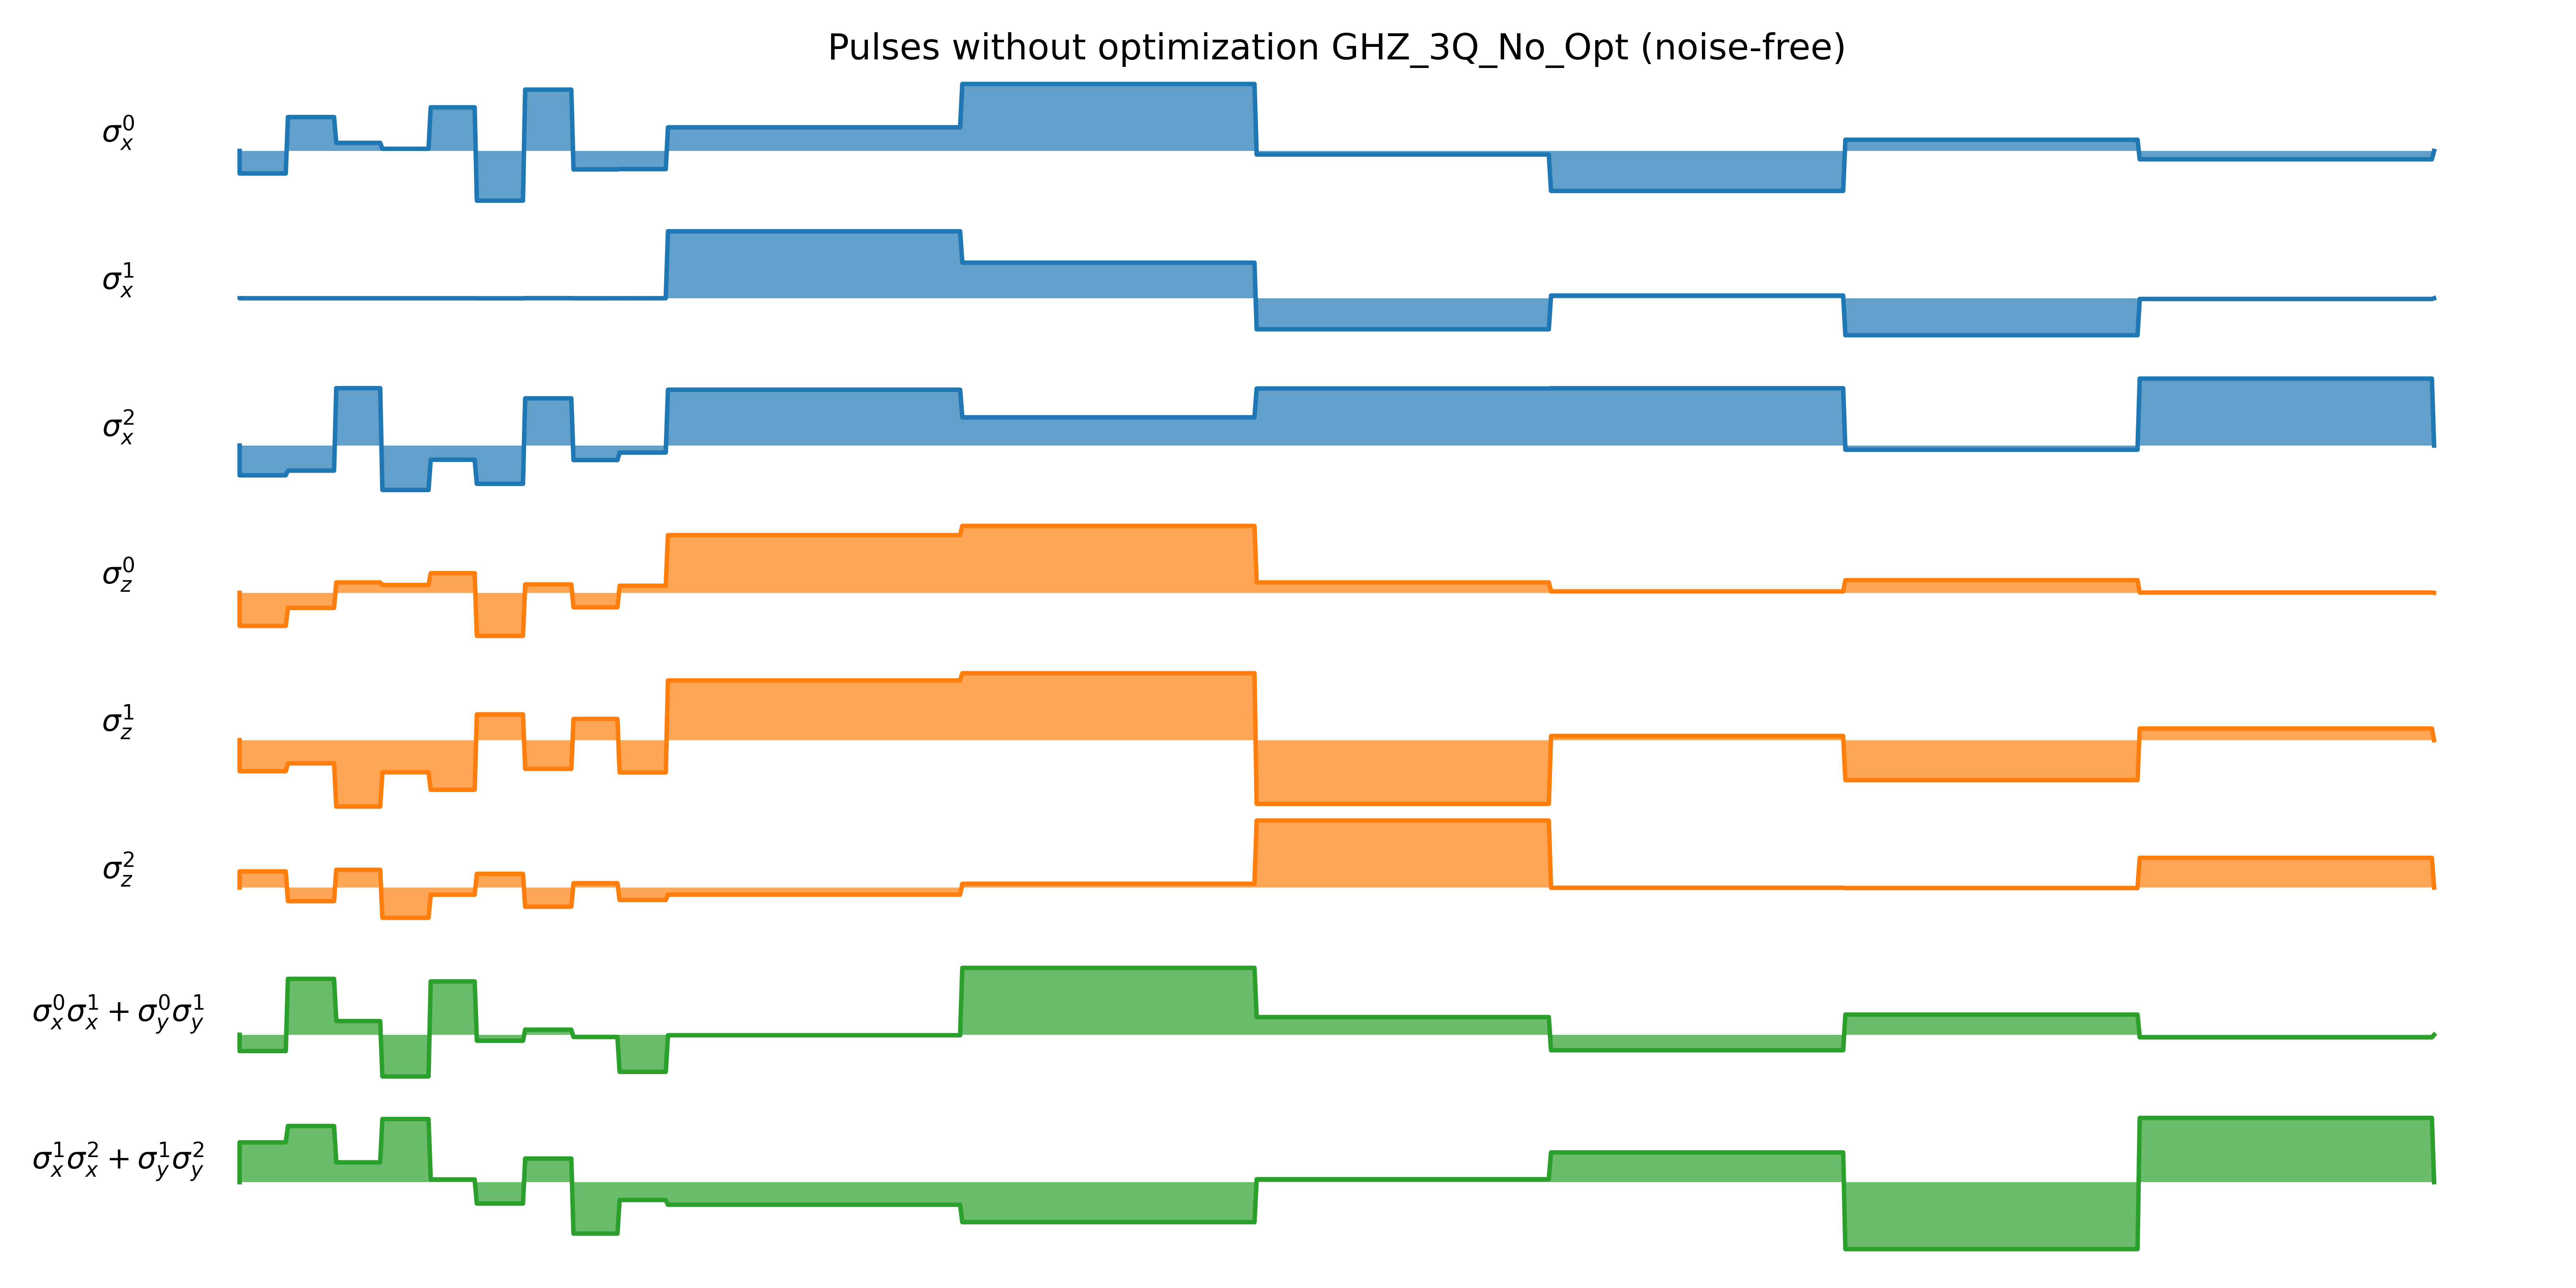 Pulses without optimization GHZ_3Q_No_Opt (noise-free)
σ_x^0
σ_x^1
σ_x^2
σ_z^0
σ_z^1
σ_z^2
σ_x^0σ_x^1 + σ_y^0σ_y^1
σ_x^1σ_x^2 + σ_y^1σ_y^2